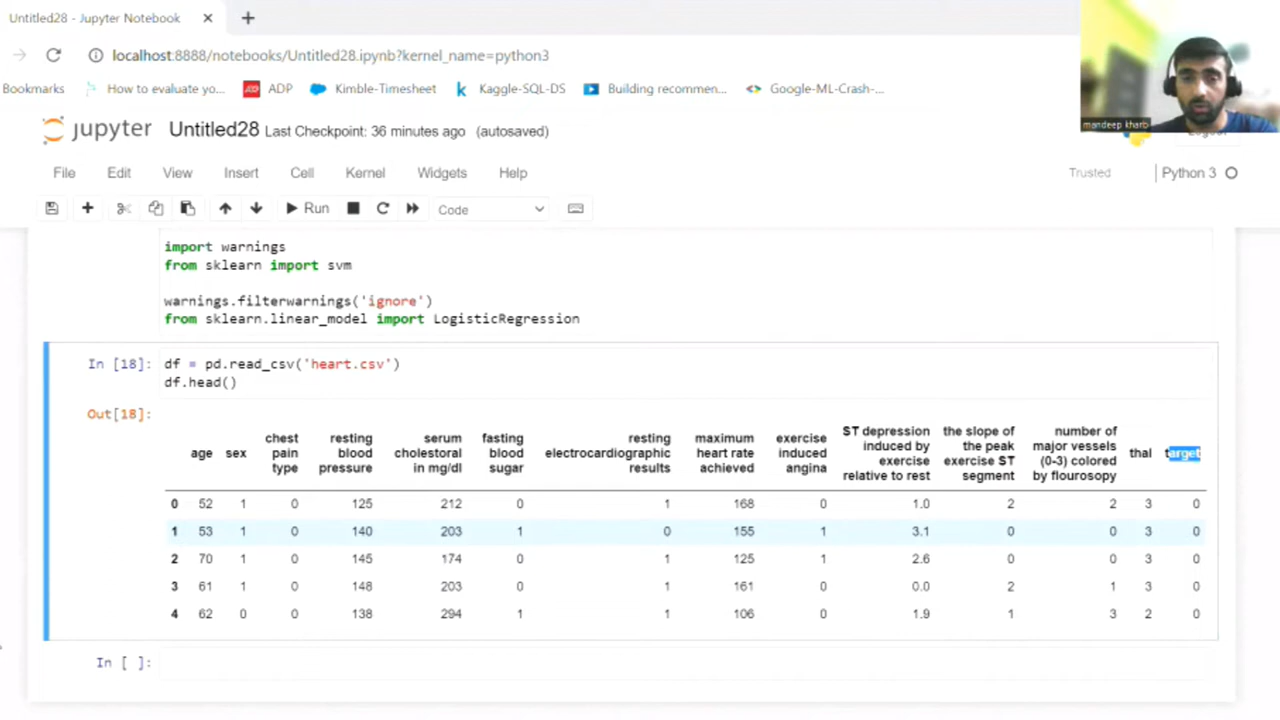 Untitled28 - Jupyter Notebook
localhost:8888/notebooks/Untitled28.ipynb?kernel_name=python3
Bookmarks How to evaluate yo... ADP Kimble-Timesheet Kaggle-SQL-DS Building recommen... Google-ML-Crash-...
mandeep kharb
jupyter Untitled28 Last Checkpoint: 36 minutes ago (autosaved)
File Edit View Insert Cell Kernel Widgets Help Trusted Python 3
Run Code
import warnings
from sklearn import svm
warnings.filterwarnings('ignore')
from sklearn.linear_model import LogisticRegression
In [18]: df = pd.read_csv('heart.csv')
df.head()
Out[18]:
age sex chest pain type resting blood pressure serum cholestoral in mg/dl fasting blood sugar resting electrocardiographic results maximum heart rate achieved exercise induced angina ST depression induced by exercise relative to rest the slope of the peak exercise ST segment number of major vessels (0-3) colored by flourosopy thal target
0 52 1 0 125 212 0 1 168 0 1.0 2 2 3 0
1 53 1 0 140 203 1 0 155 1 3.1 0 0 3 0
2 70 1 0 145 174 0 1 125 1 2.6 0 0 3 0
3 61 1 0 148 203 0 1 161 0 0.0 2 1 3 0
4 62 0 0 138 294 1 1 106 0 1.9 1 3 2 0
In [ ]: